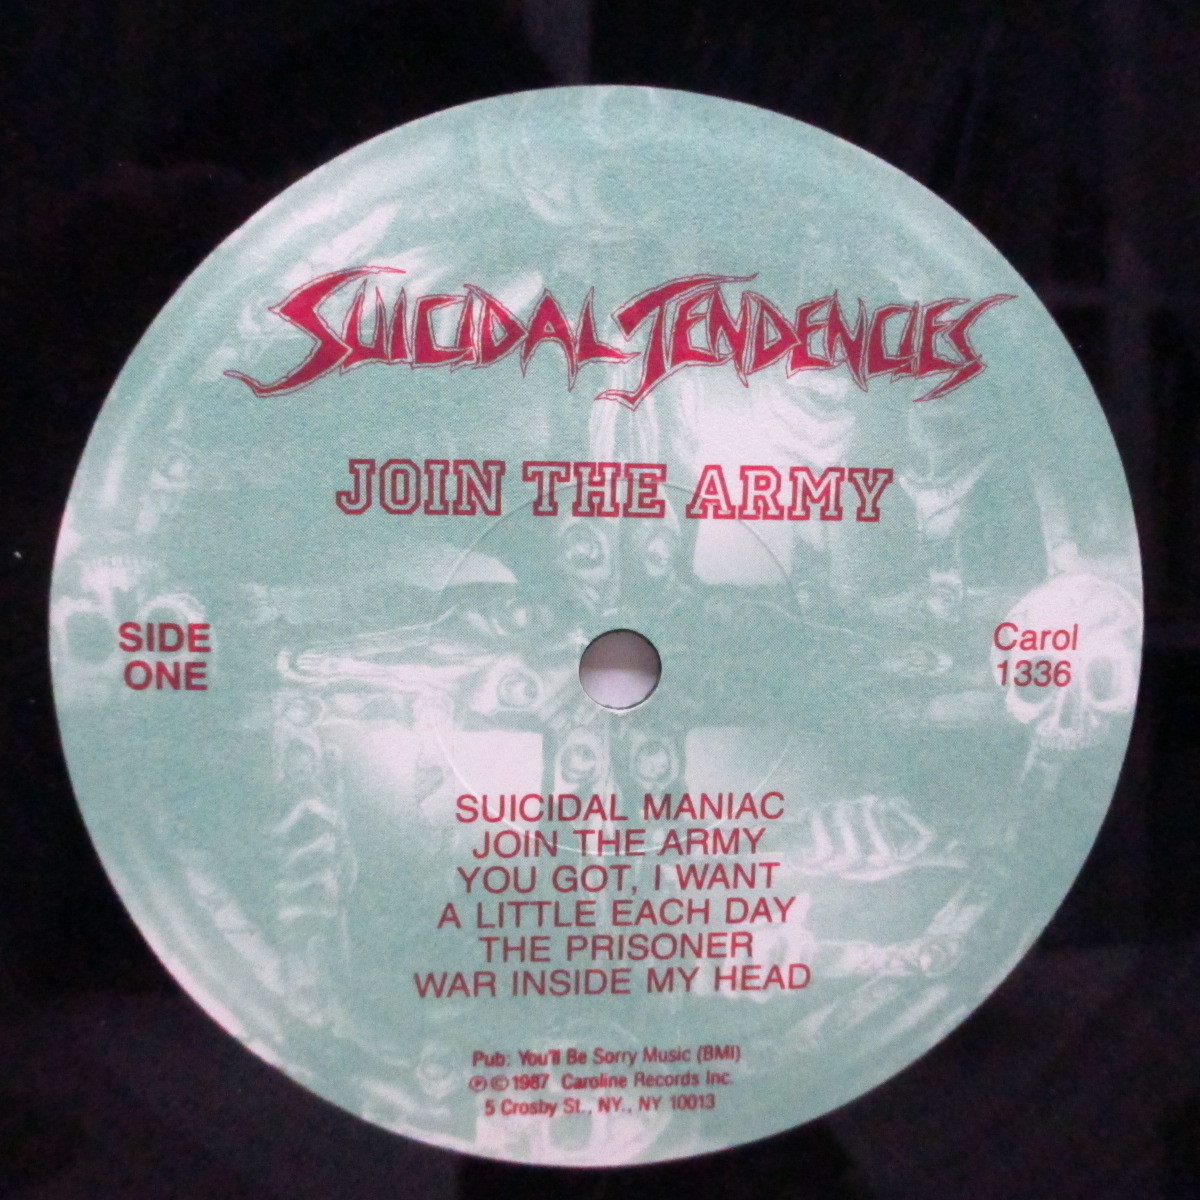 SUICIDAL TENDENCIES
JOIN THE ARMY
SIDE
ONE
Carol
1336
SUICIDAL MANIAC
JOIN THE ARMY
YOU GOT, I WANT
A LITTLE EACH DAY
THE PRISONER
WAR INSIDE MY HEAD
Pub: You'll Be Sorry Music (BMI)
℗©1987 Caroline Records Inc.
5 Crosby St., NY., NY 10013